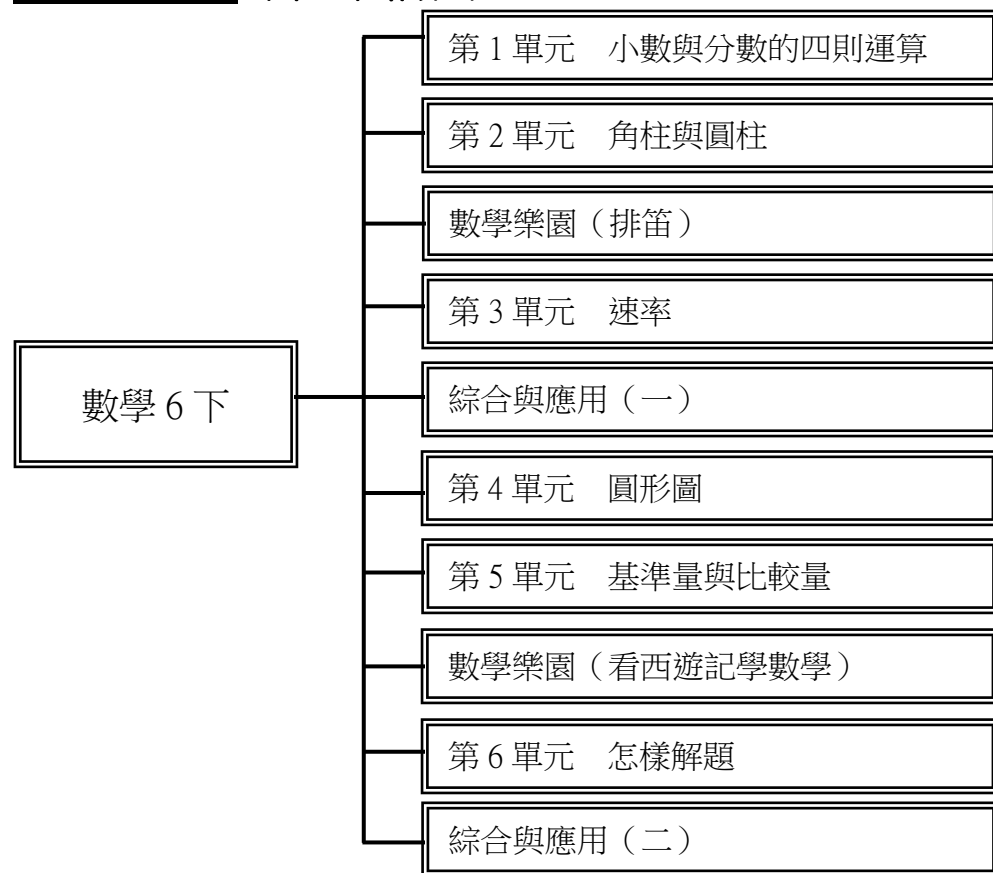 數學 6 下
第 1 單元　小數與分數的四則運算
第 2 單元　角柱與圓柱
數學樂園（排笛）
第 3 單元　速率
綜合與應用（一）
第 4 單元　圓形圖
第 5 單元　基準量與比較量
數學樂園（看西遊記學數學）
第 6 單元　怎樣解題
綜合與應用（二）